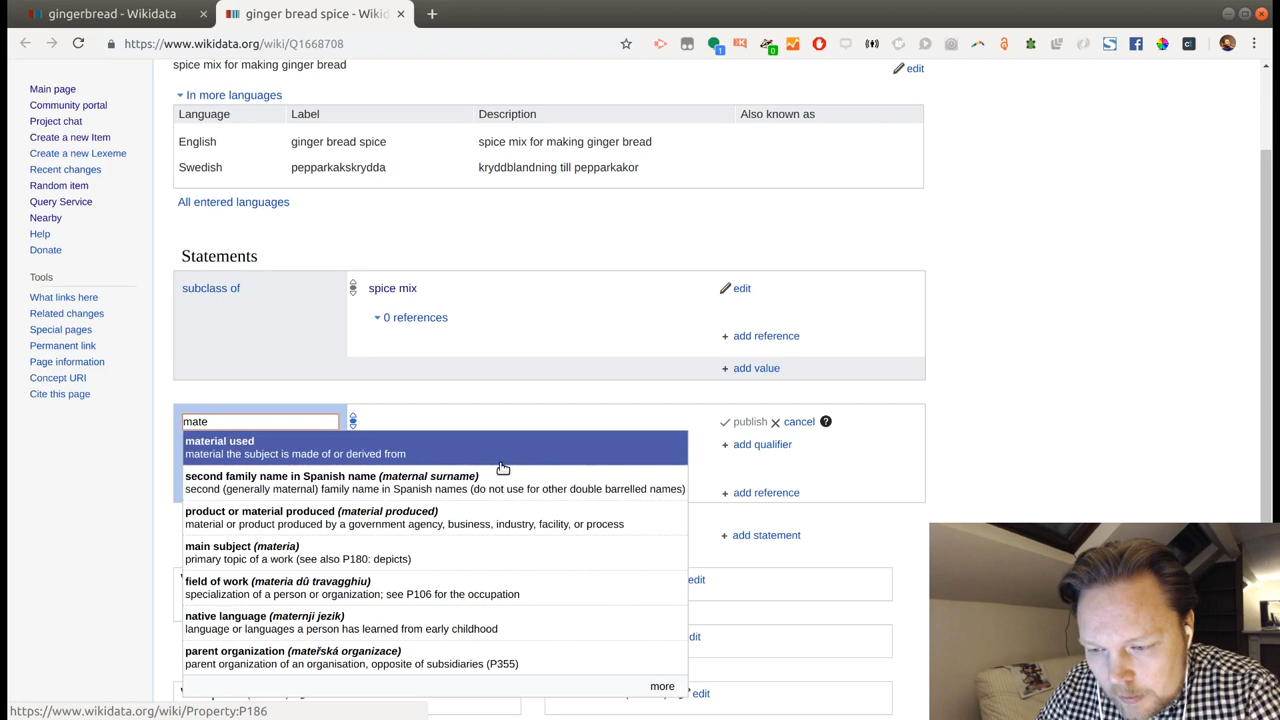 gingerbread - Wikidata
ginger bread spice - Wikid
https://www.wikidata.org/wiki/Q1668708
1
0
spice mix for making ginger bread
edit
In more languages
Language Label Description Also known as
English ginger bread spice spice mix for making ginger bread
Swedish pepparkakskrydda kryddblandning till pepparkakor
All entered languages
Main page
Community portal
Project chat
Create a new Item
Create a new Lexeme
Recent changes
Random item
Query Service
Nearby
Help
Donate
Tools
What links here
Related changes
Special pages
Permanent link
Page information
Concept URI
Cite this page
Statements
subclass of
spice mix
edit
0 references
+ add reference
+ add value
mate
publish cancel ?
+ add qualifier
+ add reference
+ add statement
material used
material the subject is made of or derived from
second family name in Spanish name (maternal surname)
second (generally maternal) family name in Spanish names (do not use for other double barrelled names)
product or material produced (material produced)
material or product produced by a government agency, business, industry, facility, or process
main subject (materia)
primary topic of a work (see also P180: depicts)
field of work (materia dû travagghiu)
specialization of a person or organization; see P106 for the occupation
native language (maternji jezik)
language or languages a person has learned from early childhood
parent organization (mateřská organizace)
parent organization of an organisation, opposite of subsidiaries (P355)
more
edit
edit
edit
https://www.wikidata.org/wiki/Property:P186